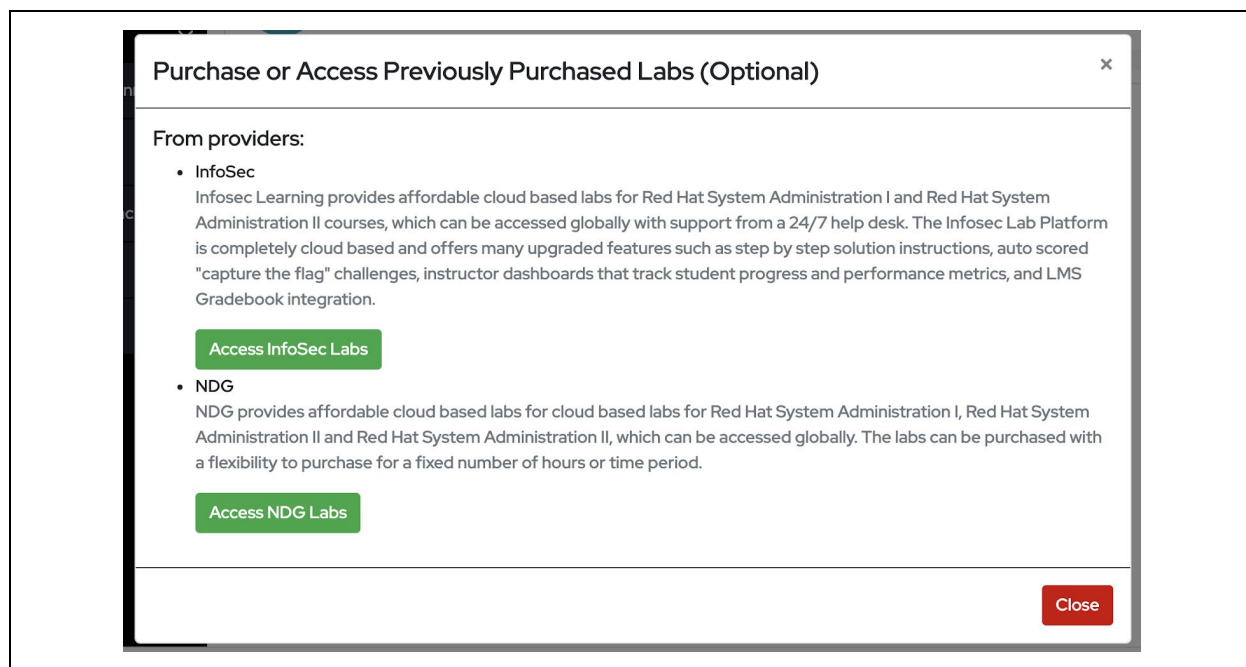 Purchase or Access Previously Purchased Labs (Optional)
×
From providers:
• InfoSec
Infosec Learning provides affordable cloud based labs for Red Hat System Administration I and Red Hat System
Administration II courses, which can be accessed globally with support from a 24/7 help desk. The Infosec Lab Platform
is completely cloud based and offers many upgraded features such as step by step solution instructions, auto scored
"capture the flag" challenges, instructor dashboards that track student progress and performance metrics, and LMS
Gradebook integration.
Access InfoSec Labs
• NDG
NDG provides affordable cloud based labs for cloud based labs for Red Hat System Administration I, Red Hat System
Administration II and Red Hat System Administration II, which can be accessed globally. The labs can be purchased with
a flexibility to purchase for a fixed number of hours or time period.
Access NDG Labs
Close